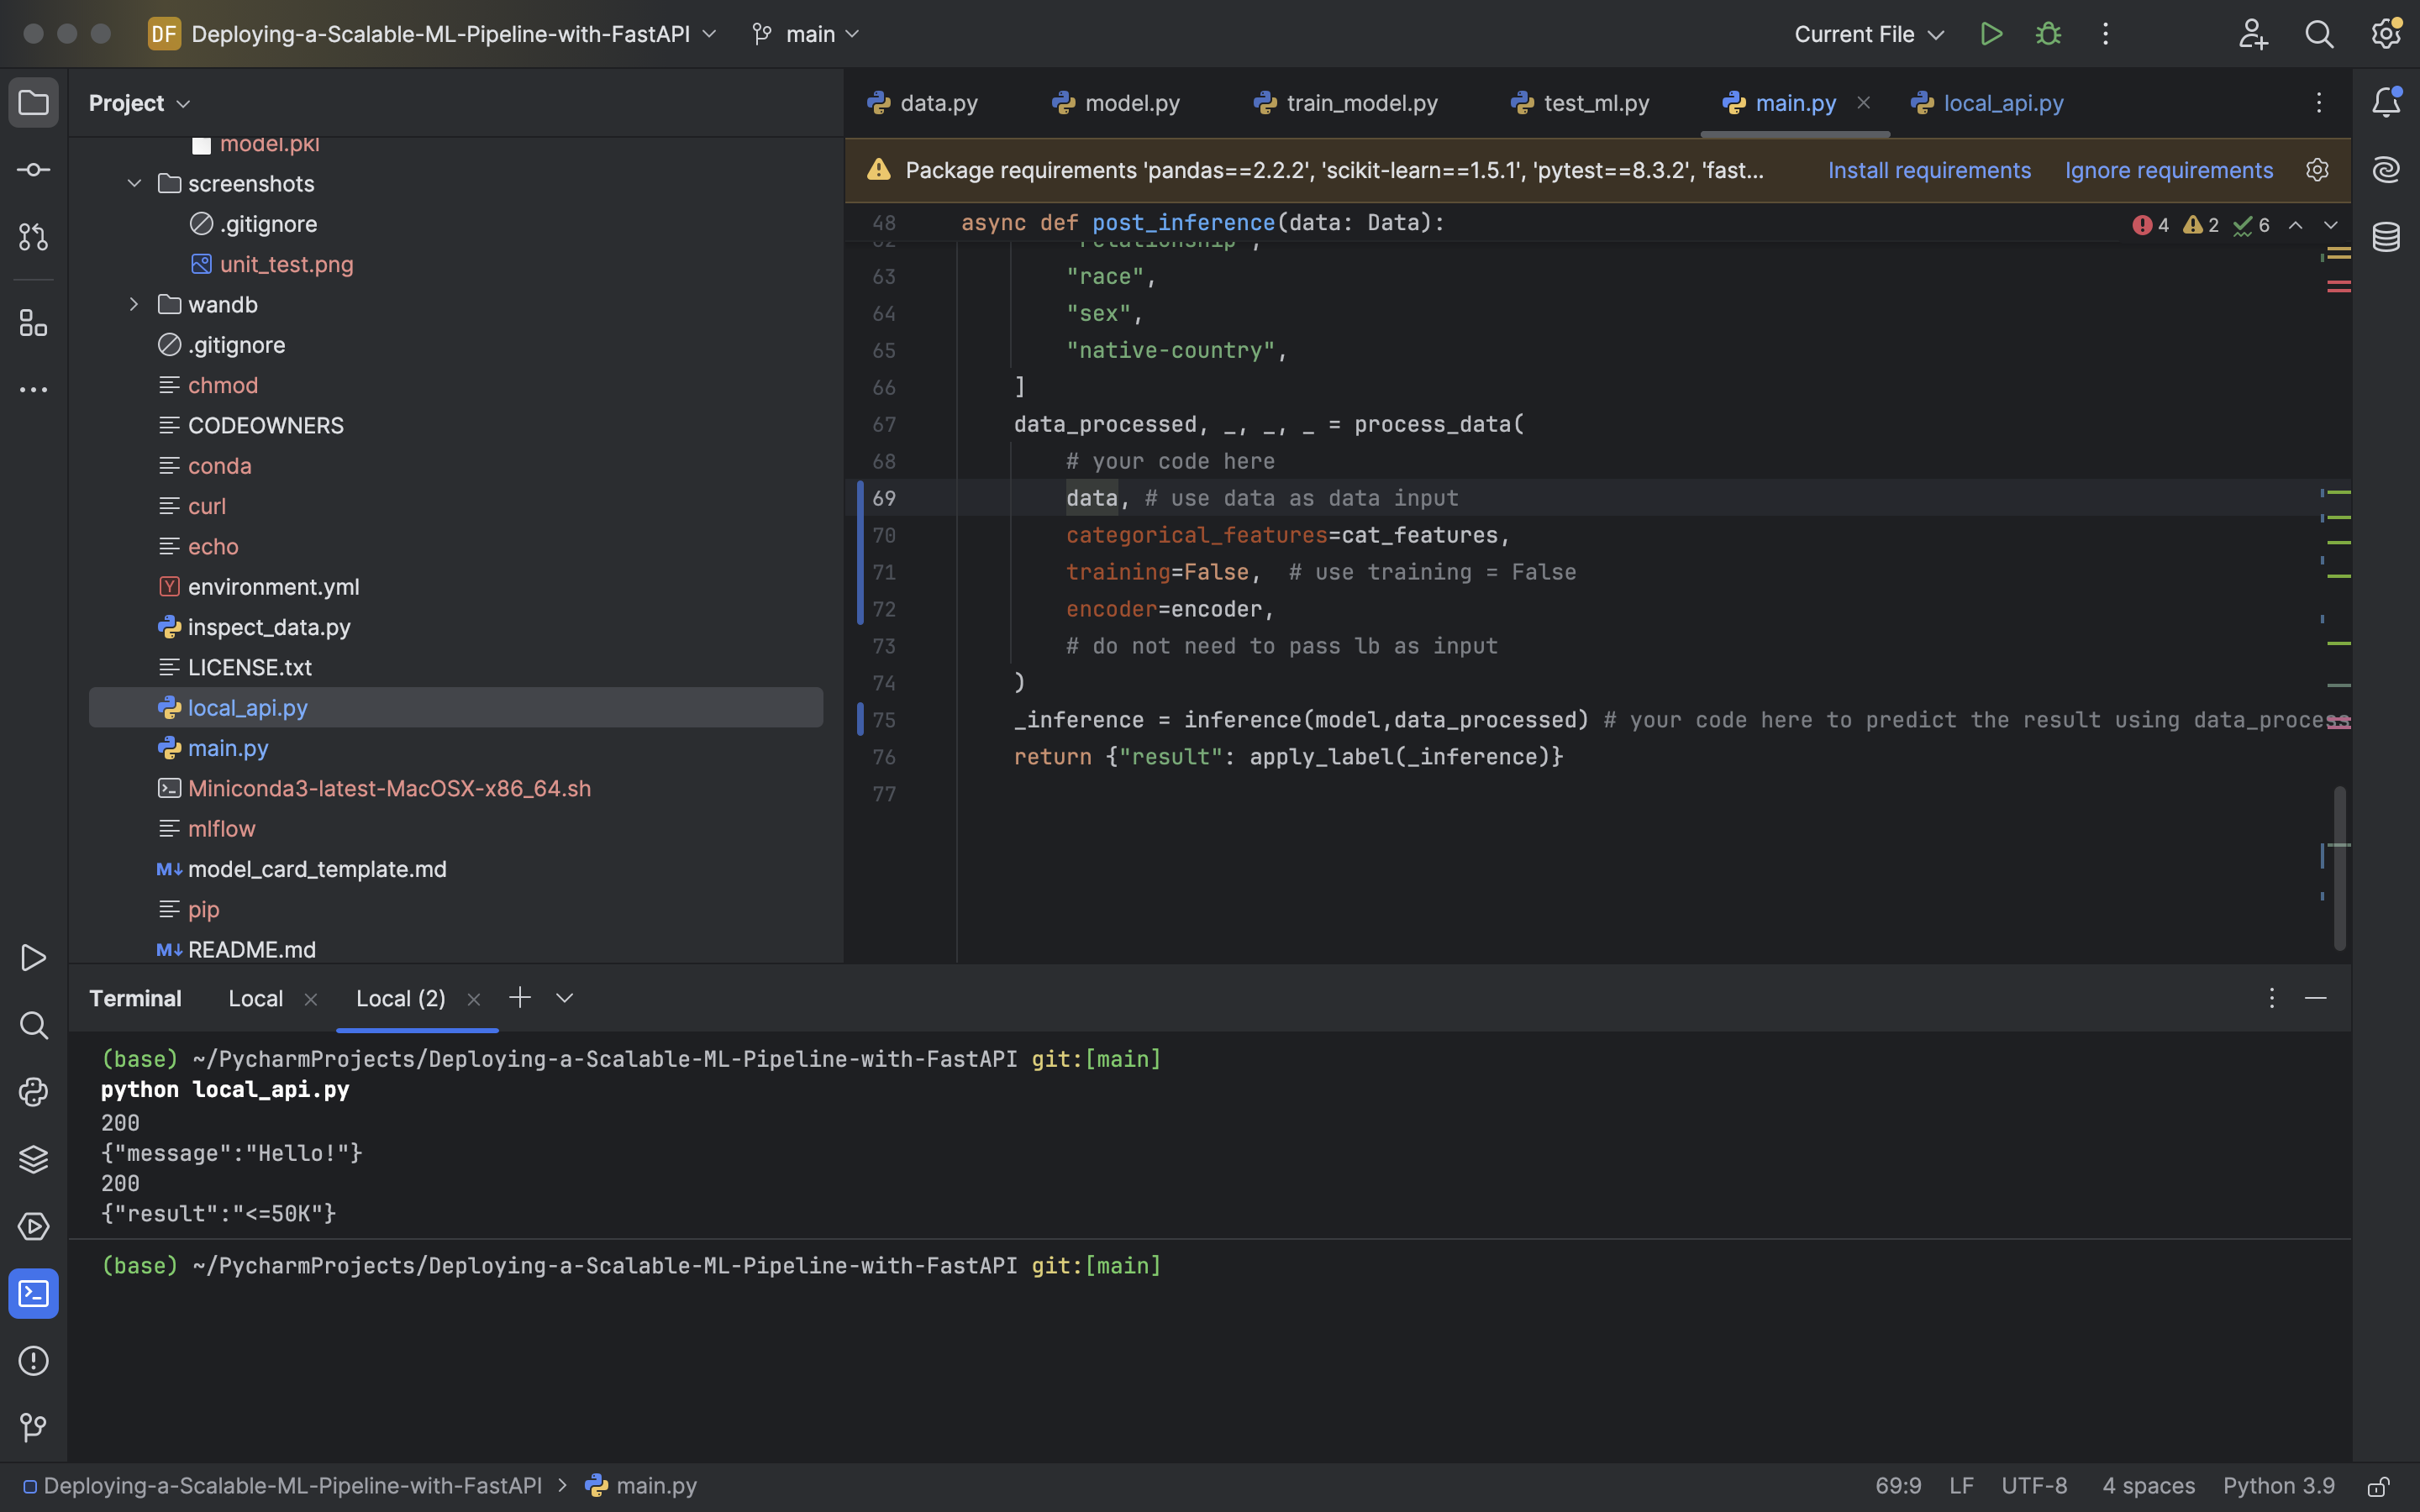 DF Deploying-a-Scalable-ML-Pipeline-with-FastAPI main Current File
Project
model.pkl
screenshots
.gitignore
unit_test.png
wandb
.gitignore
chmod
CODEOWNERS
conda
curl
echo
environment.yml
inspect_data.py
LICENSE.txt
local_api.py
main.py
Miniconda3-latest-MacOSX-x86_64.sh
mlflow
model_card_template.md
pip
README.md
data.py model.py train_model.py test_ml.py main.py local_api.py
Package requirements 'pandas==2.2.2', 'scikit-learn==1.5.1', 'pytest==8.3.2', 'fast... Install requirements Ignore requirements
48 async def post_inference(data: Data): 4 2 6
62 "relationship",
63 "race",
64 "sex",
65 "native-country",
66 ]
67 data_processed, _, _, _ = process_data(
68 # your code here
69 data, # use data as data input
70 categorical_features=cat_features,
71 training=False, # use training = False
72 encoder=encoder,
73 # do not need to pass lb as input
74 )
75 _inference = inference(model,data_processed) # your code here to predict the result using data_process
76 return {"result": apply_label(_inference)}
77
Terminal Local Local (2)
(base) ~/PycharmProjects/Deploying-a-Scalable-ML-Pipeline-with-FastAPI git:[main]
python local_api.py
200
{"message":"Hello!"}
200
{"result":"<=50K"}
(base) ~/PycharmProjects/Deploying-a-Scalable-ML-Pipeline-with-FastAPI git:[main]
Deploying-a-Scalable-ML-Pipeline-with-FastAPI > main.py 69:9 LF UTF-8 4 spaces Python 3.9